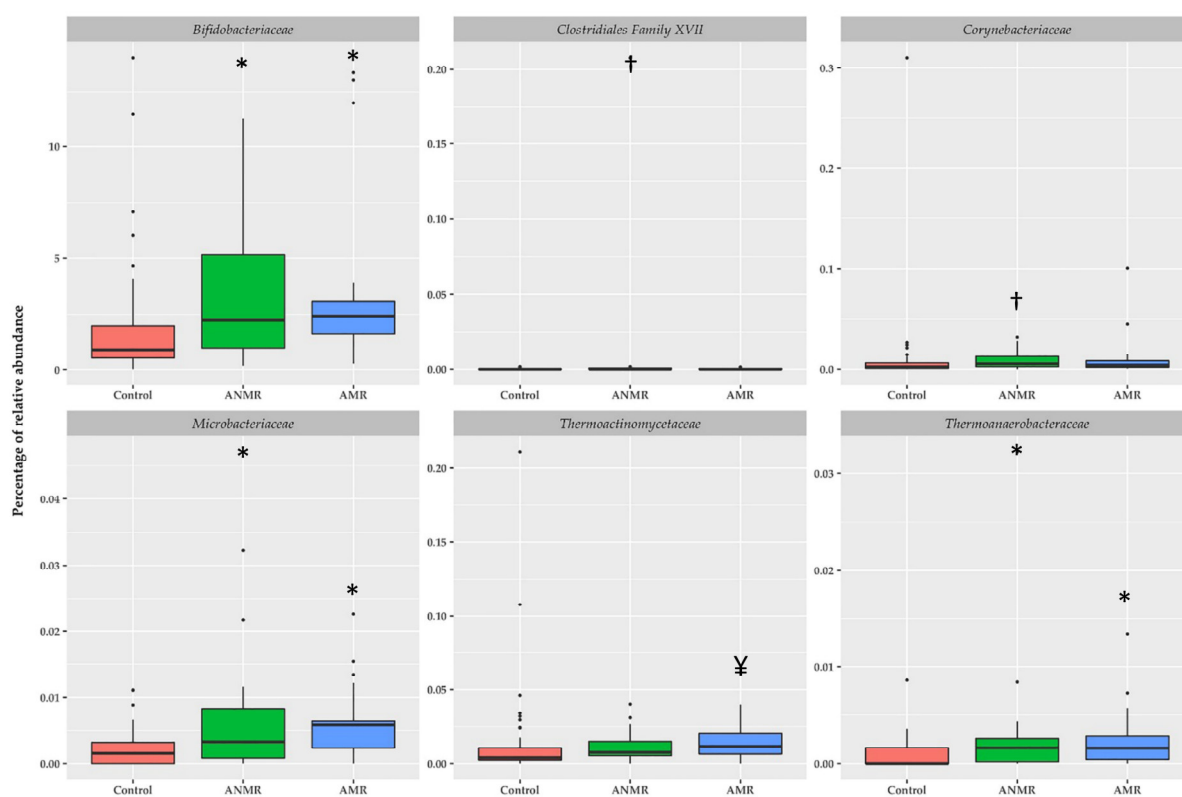 Percentage of relative abundance
Bifidobacteriaceae
*
*
10
5
0
Control ANMR AMR
Clostridiales Family XVII
†
0.20
0.15
0.10
0.05
0.00
Control ANMR AMR
Corynebacteriaceae
0.3
0.2
0.1
†
0.0
Control ANMR AMR
Microbacteriaceae
*
0.04
0.03
*
0.02
0.01
0.00
Control ANMR AMR
Thermoactinomycetaceae
0.20
0.15
0.10
¥
0.05
0.00
Control ANMR AMR
Thermoanaerobacteraceae
*
0.03
0.02
*
0.01
0.00
Control ANMR AMR